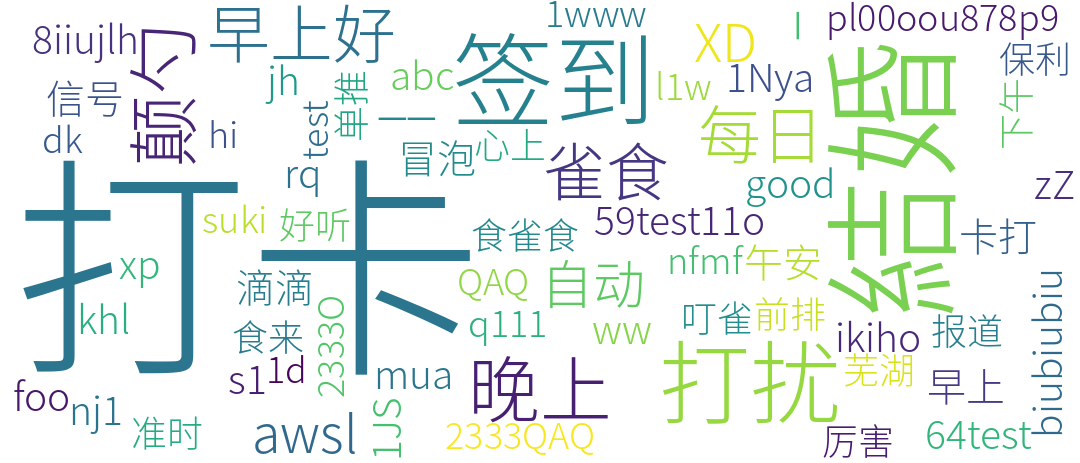 1www
pl00oou878p9
8iiujlh
颠勺
早上好
XD
l
签到
保利
jh
单推
abc
1Nya
信号
l1w
下午
結婚
test
一一
每日
hi
dk
冒泡
心上
雀食
rq
good
zZ
打卡
suki
好听
59test11o
食雀食
卡打
xp
nfmf
午安
滴滴
QAQ
自动
biubiubiu
2333O
khl
食来
q111
ww
叮雀
前排
ikiho
报道
打扰
s1
1d
mua
晚上
芜湖
早上
foo
nj1
准时
awsl
1JS
2333QAQ
厉害
64test